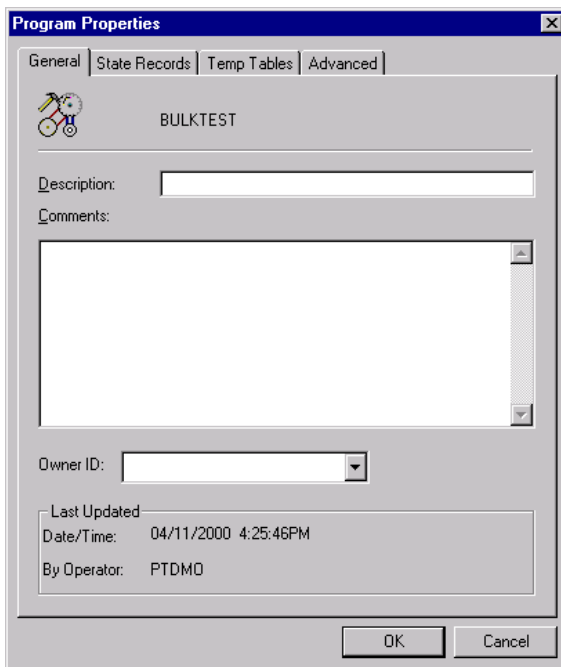 Program Properties
General State Records Temp Tables Advanced
BULKTEST
Description:
Comments:
Owner ID:
Last Updated
Date/Time: 04/11/2000 4:25:46PM
By Operator: PTDMO
OK Cancel